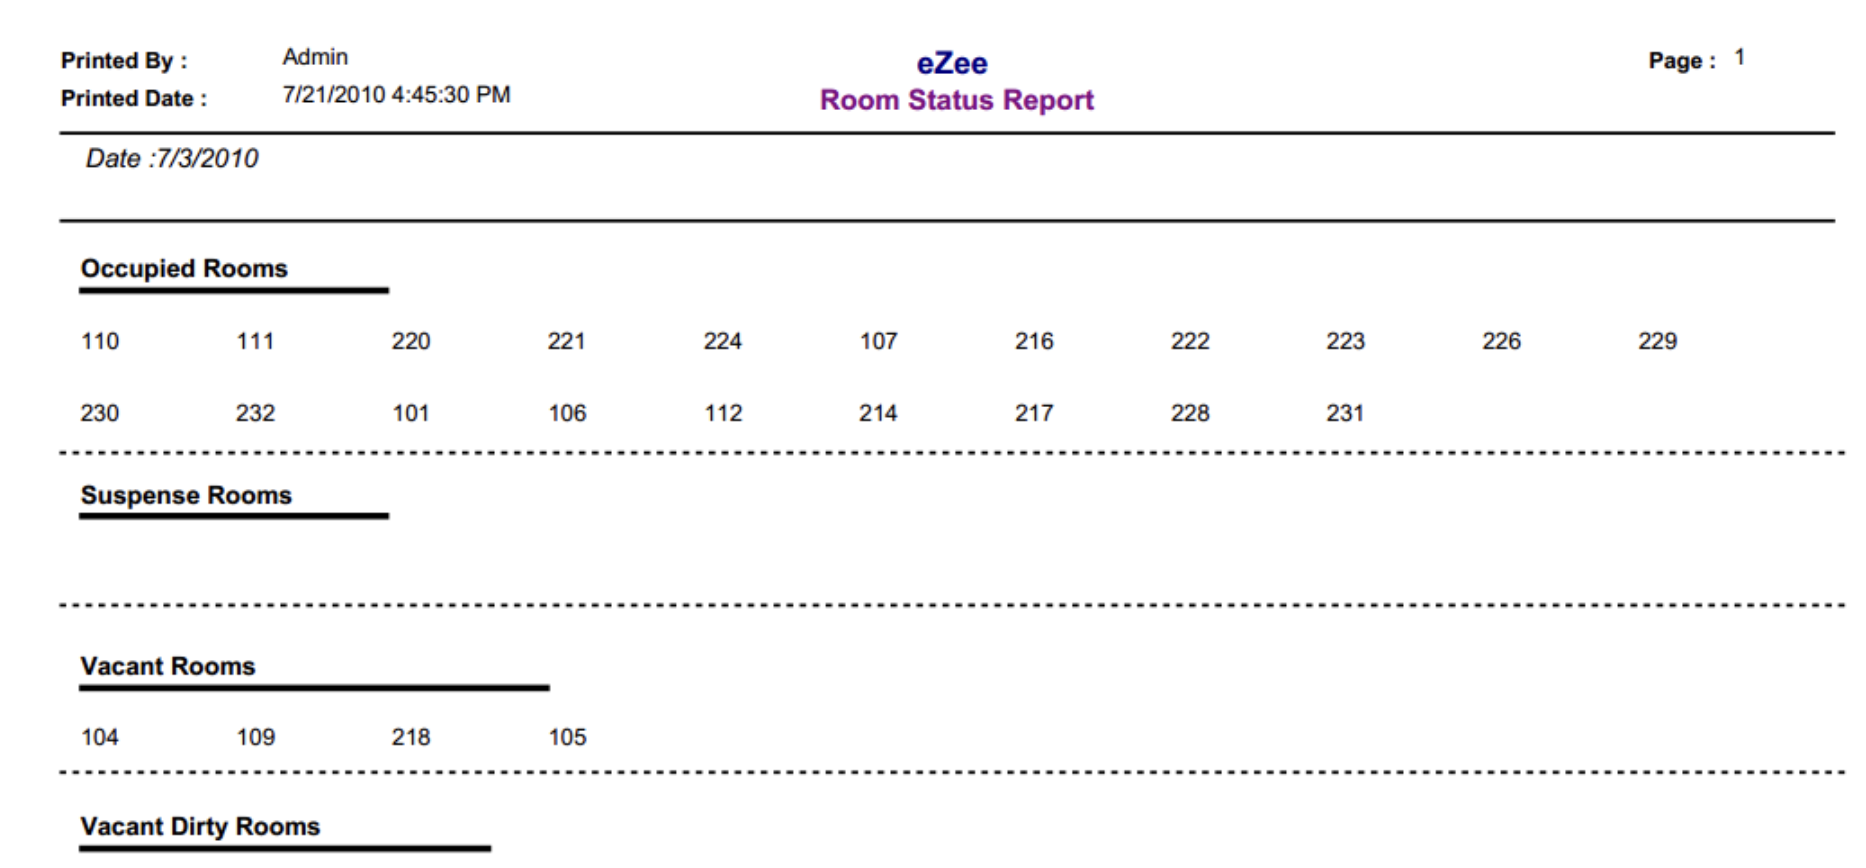 Printed By : Admin eZee Page : 1
Printed Date : 7/21/2010 4:45:30 PM Room Status Report
Date :7/3/2010
Occupied Rooms
110 111 220 221 224 107 216 222 223 226 229
230 232 101 106 112 214 217 228 231
Suspense Rooms
Vacant Rooms
104 109 218 105
Vacant Dirty Rooms